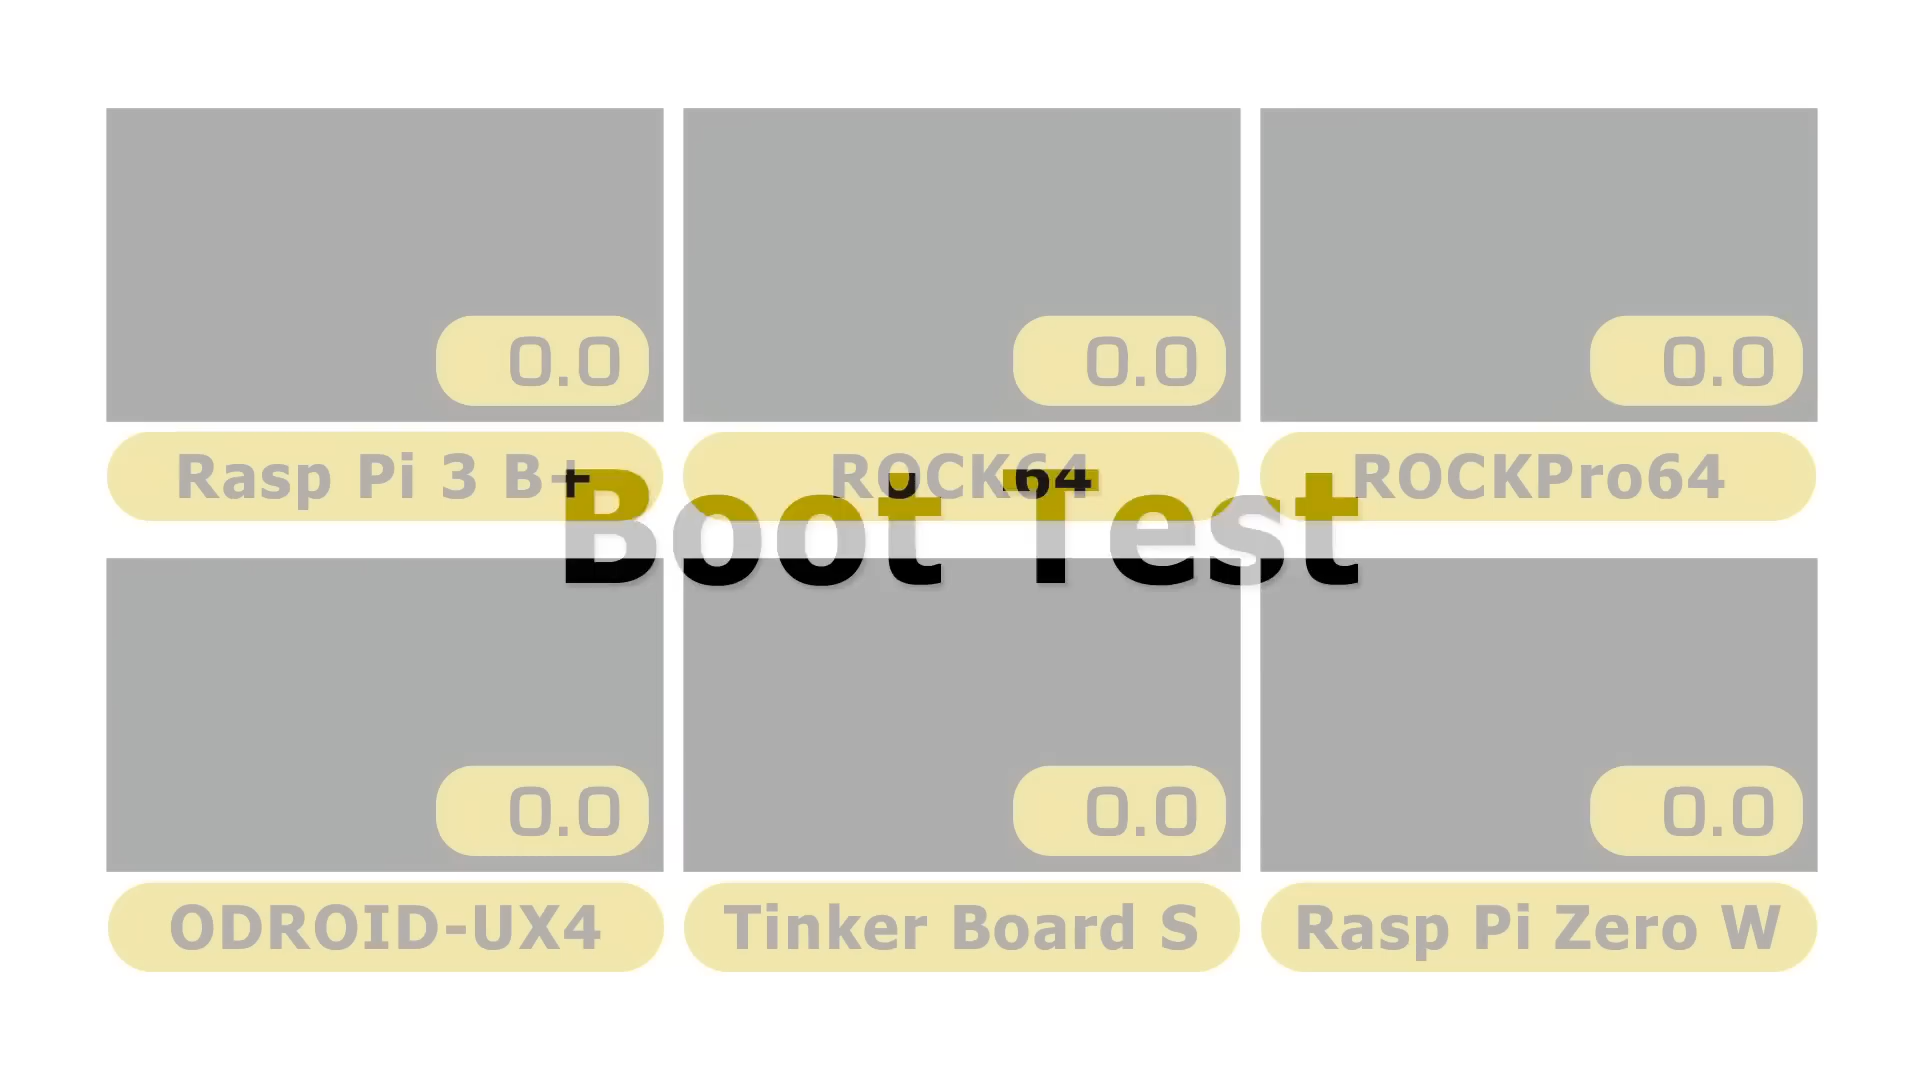 0.0 0.0 0.0
Rasp Pi 3 B+ ROCK64 ROCKPro64
Boot Test
0.0 0.0 0.0
ODROID-UX4 Tinker Board S Rasp Pi Zero W